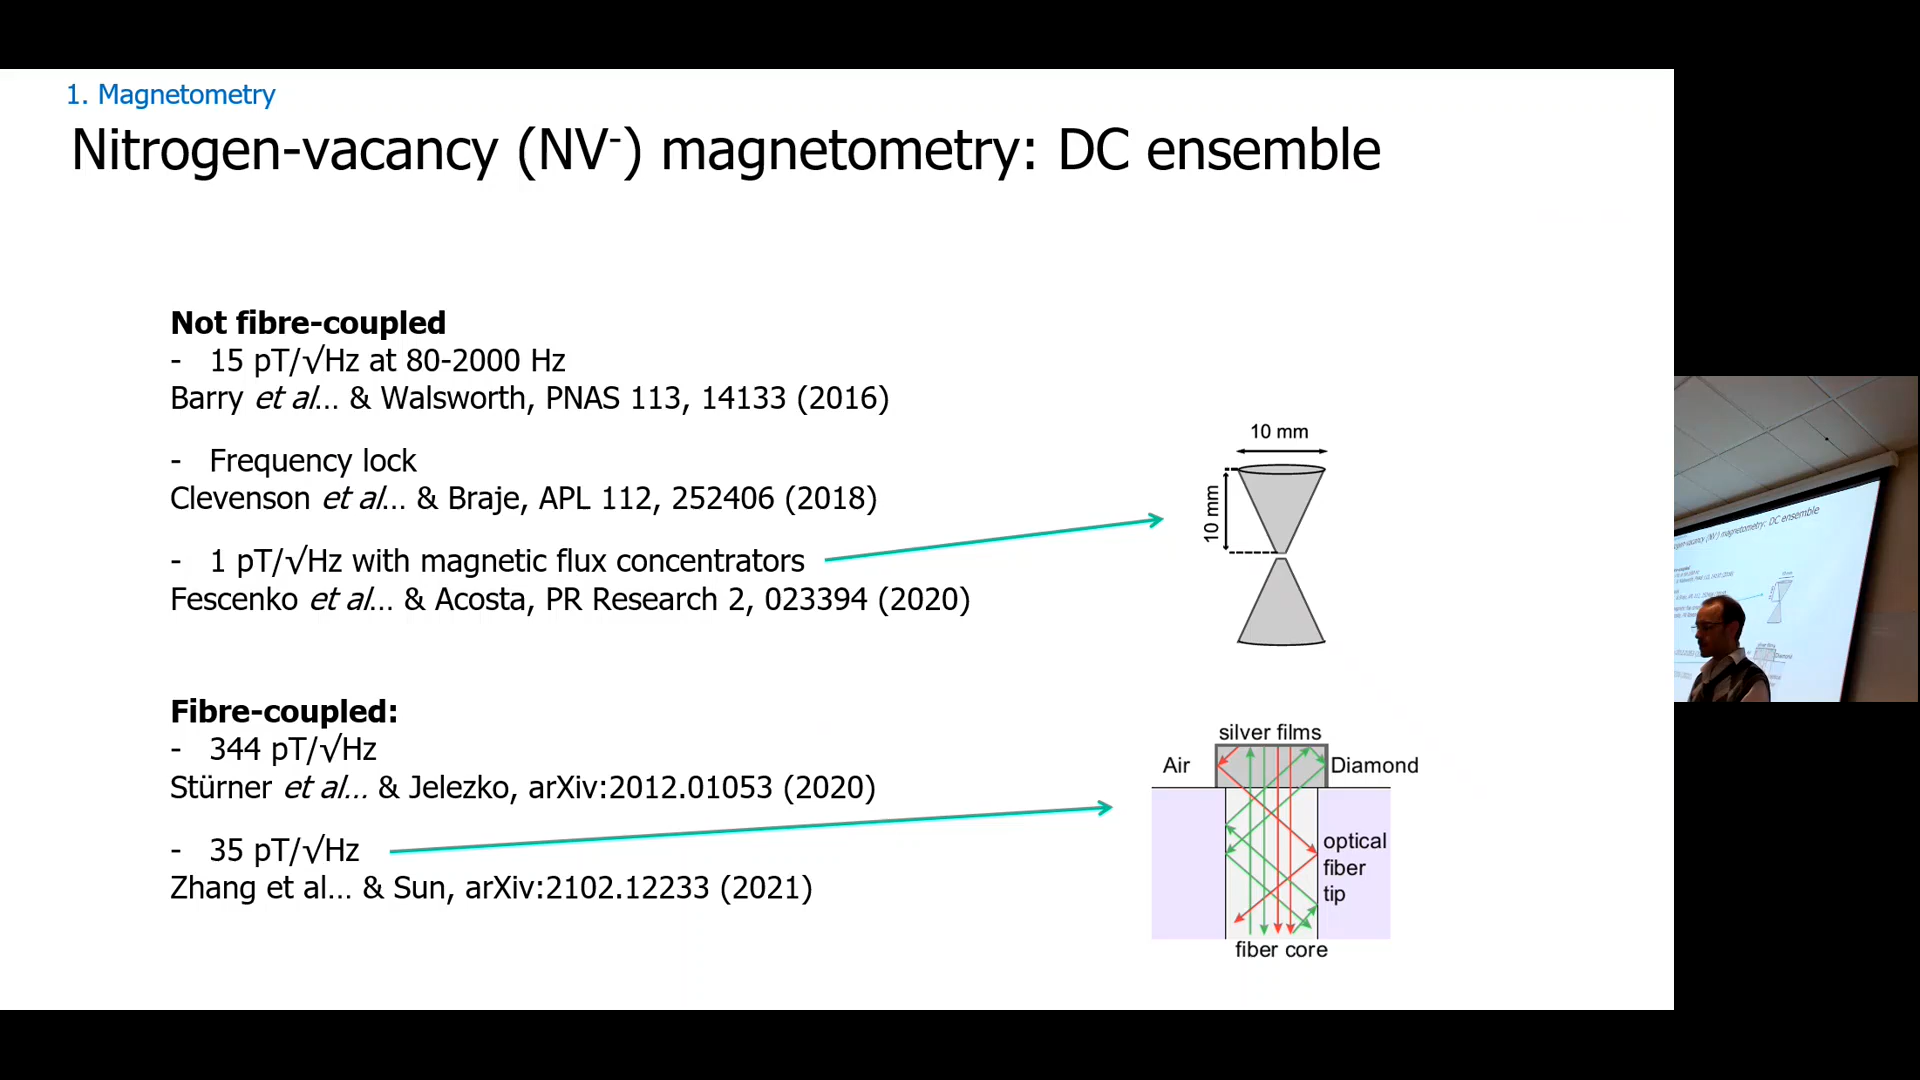 1. Magnetometry
Nitrogen-vacancy (NV-) magnetometry: DC ensemble
Not fibre-coupled
- 15 pT/√Hz at 80-2000 Hz
Barry et al... & Walsworth, PNAS 113, 14133 (2016)
- Frequency lock
Clevenson et al... & Braje, APL 112, 252406 (2018)
- 1 pT/√Hz with magnetic flux concentrators
Fescenko et al... & Acosta, PR Research 2, 023394 (2020)
10 mm
10 mm
Fibre-coupled:
- 344 pT/√Hz
Stürner et al... & Jelezko, arXiv:2012.01053 (2020)
- 35 pT/√Hz
Zhang et al... & Sun, arXiv:2102.12233 (2021)
silver films
Air
Diamond
optical
fiber
tip
fiber core
magnetometry: DC ensemble